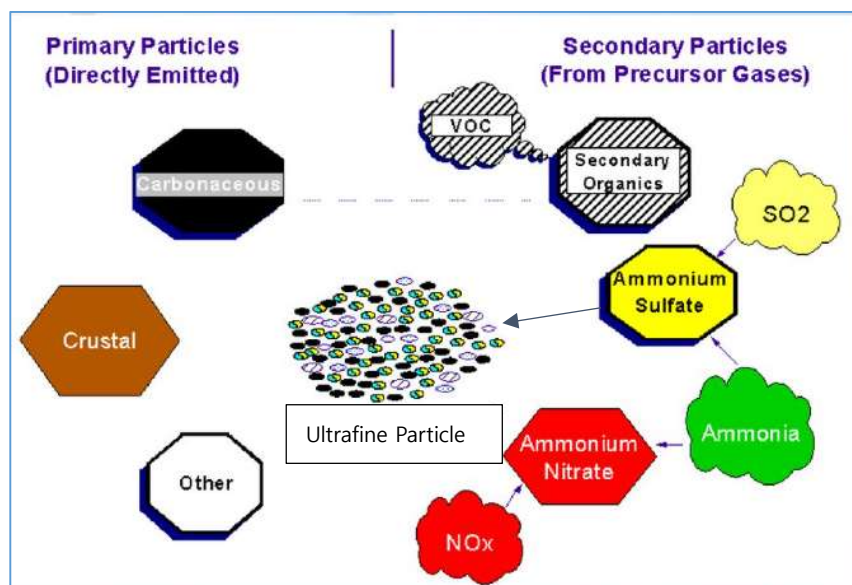 Primary Particles
(Directly Emitted)
Secondary Particles
(From Precursor Gases)
VOC
Carbonaceous
Secondary
Organics
SO2
Ammonium
Sulfate
Crustal
Ultrafine Particle
Ammonium
Nitrate
Ammonia
Other
NOx